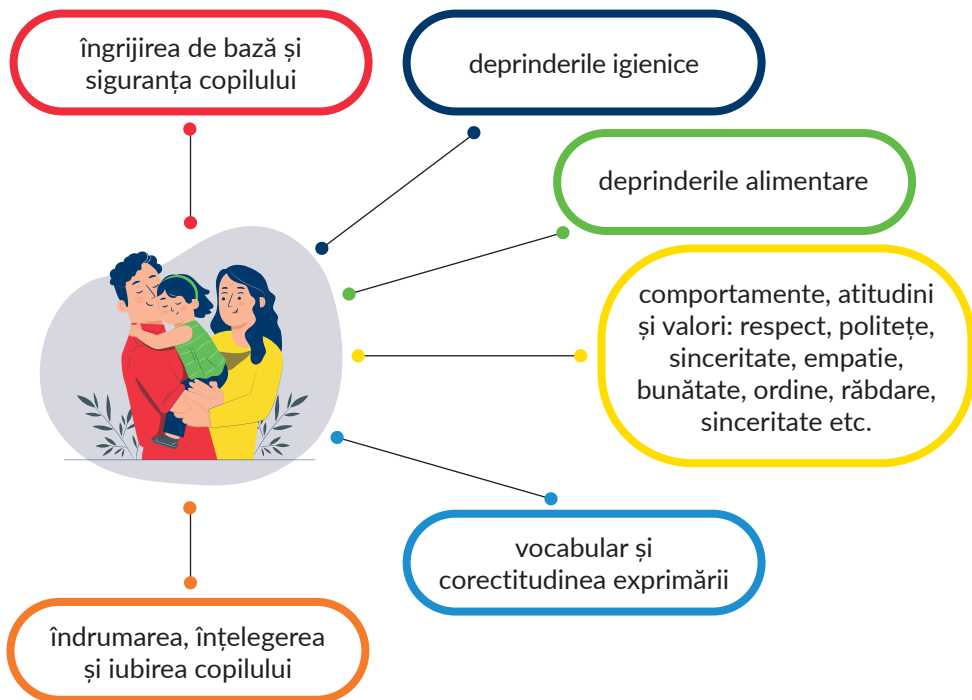 îngrijirea de bază și
siguranța copilului
deprinderile igienice
deprinderile alimentare
comportamente, atitudini
și valori: respect, politețe,
sinceritate, empatie,
bunătate, ordine, răbdare,
sinceritate etc.
vocabular și
corectitudinea exprimării
îndrumarea, înțelegerea
și iubirea copilului